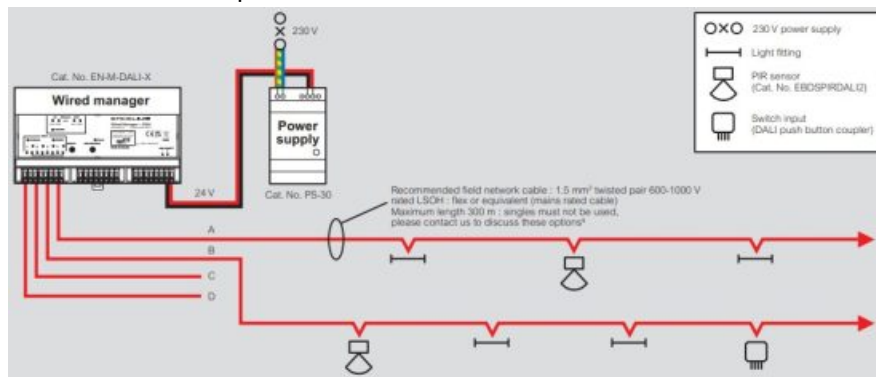 230 V
Cat. No. EN-M-DALI-X
Wired manager
Power
supply
24 V
Cat. No. PS-30
Recommended field network cable : 1.5 mm² twisted pair 600-1000 V
rated LSOH : flex or equivalent (mains rated cable)
Maximum length 300 m : singles must not be used,
please contact us to discuss these options
A
B
C
D
230 V power supply
Light fitting
PIR sensor
(Cat. No. EBDSPIRDALI2)
Switch input
(DALI push button coupler)